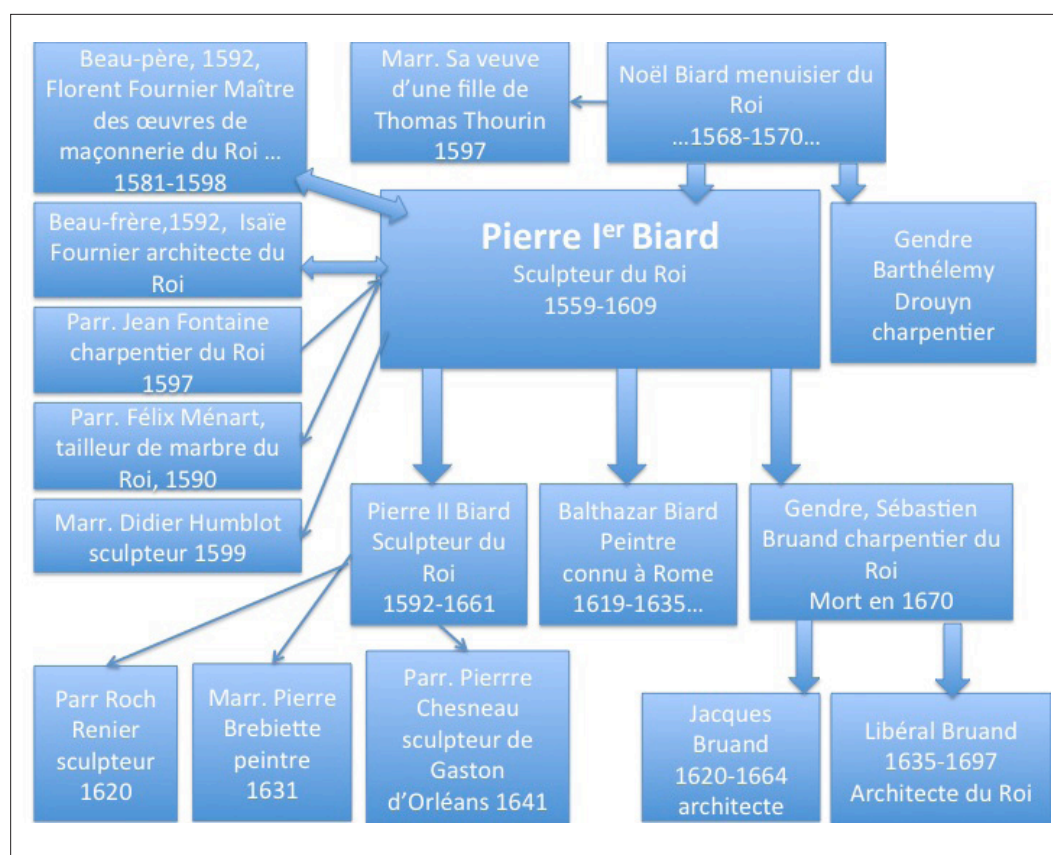 Beau-père, 1592,
Florent Fournier Maître
des œuvres de
maçonnerie du Roi ...
1581-1598
Marr. Sa veuve
d'une fille de
Thomas Thourin
1597
Noël Biard menuisier du
Roi
...1568-1570...
Beau-frère,1592, Isaïe
Fournier architecte du
Roi
Pierre Ier Biard
Sculpteur du Roi
1559-1609
Gendre
Barthélemy
Drouyn
charpentier
Parr. Jean Fontaine
charpentier du Roi
1597
Parr. Félix Ménart,
tailleur de marbre du
Roi, 1590
Marr. Didier Humblot
sculpteur 1599
Pierre II Biard
Sculpteur du
Roi
1592-1661
Balthazar Biard
Peintre
connu à Rome
1619-1635...
Gendre, Sébastien
Bruand charpentier du
Roi
Mort en 1670
Parr Roch
Renier
sculpteur
1620
Marr. Pierre
Brebiette
peintre
1631
Parr. Pierrre
Chesneau
sculpteur de
Gaston
d'Orléans 1641
Jacques
Bruand
1620-1664
architecte
Libéral Bruand
1635-1697
Architecte du Roi